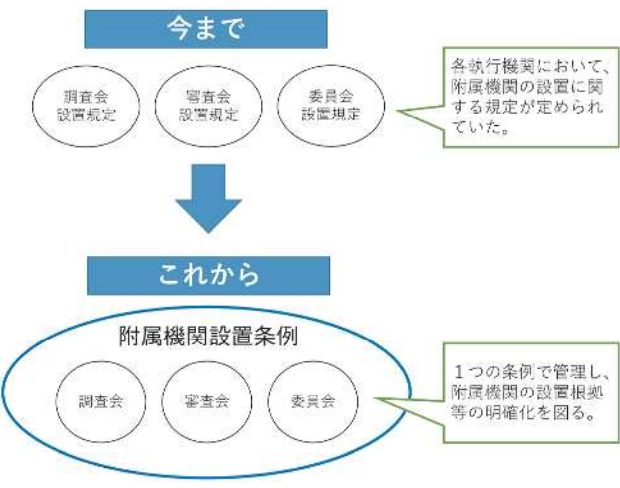 今まで
調査会
設置規定
審査会
設置規定
委員会
設置規定
各執行機関において、
附属機関の設置に関
する規定が定められ
ていた。
これから
附属機関設置条例
調査会
審査会
委員会
１つの条例で管理し、
附属機関の設置根拠
等の明確化を図る。